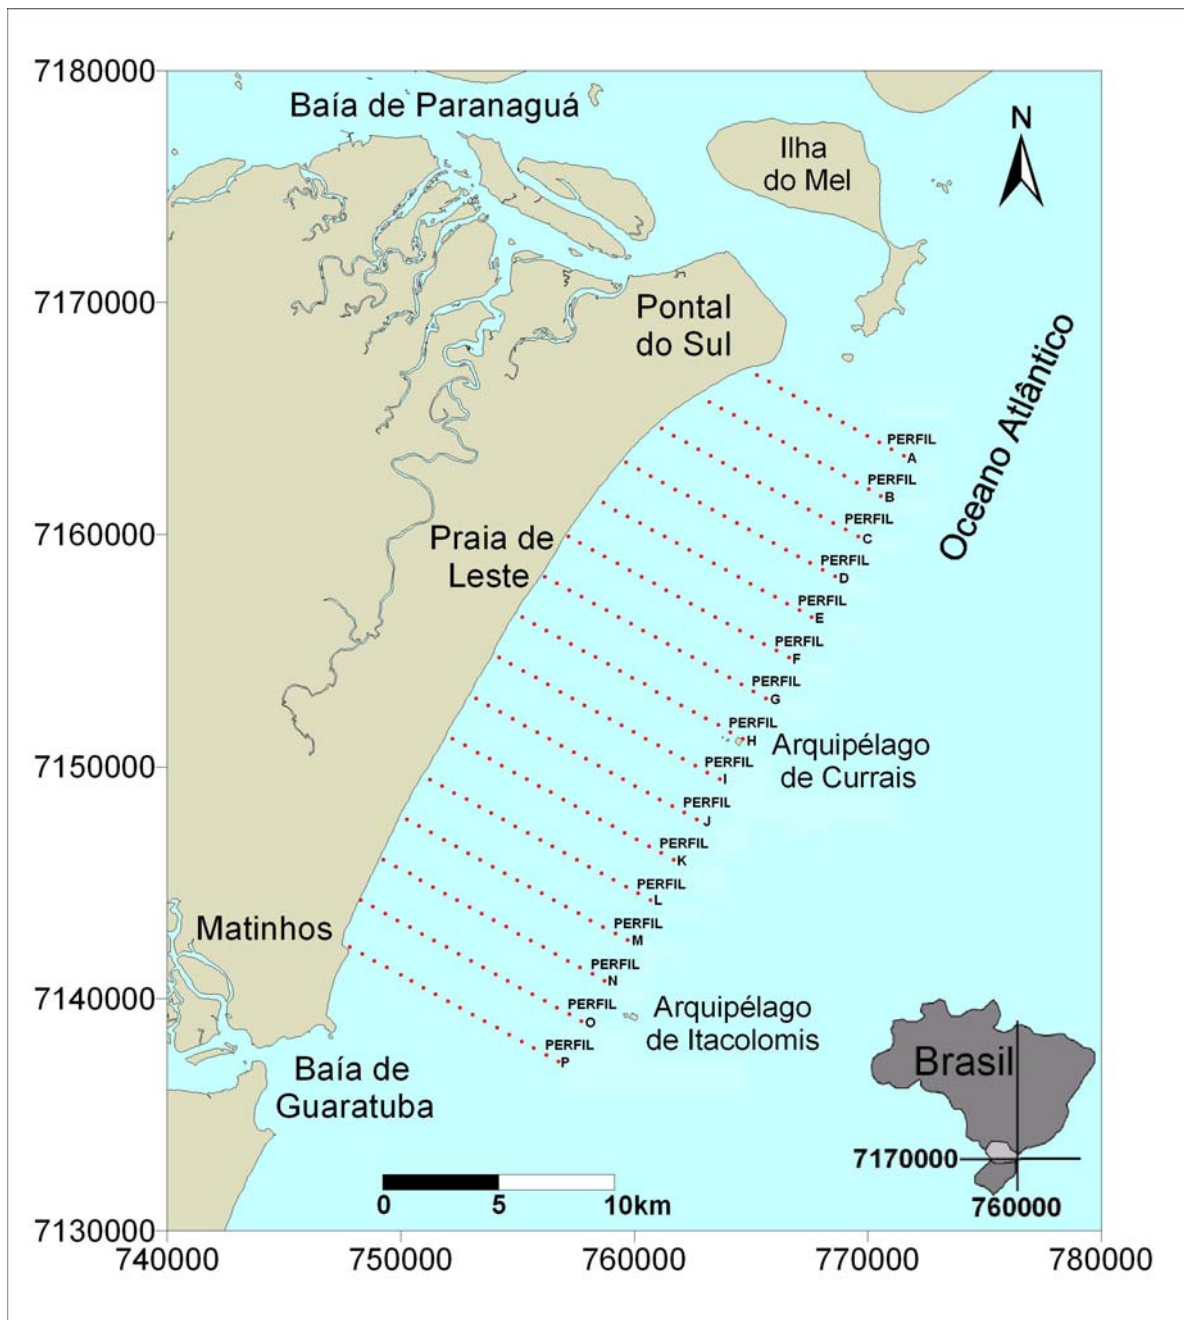 7180000
Baía de Paranaguá
N
Ilha
do Mel
7170000
Pontal
do Sul
Oceano Atlântico
PERFIL
A
PERFIL
B
PERFIL
C
7160000
Praia de
Leste
PERFIL
D
PERFIL
E
PERFIL
F
PERFIL
G
PERFIL
H
Arquipélago
de Currais
7150000
PERFIL
I
PERFIL
J
PERFIL
K
PERFIL
L
Matinhos
PERFIL
M
PERFIL
N
7140000
PERFIL
O
Arquipélago
de Itacolomis
PERFIL
P
Baía de
Guaratuba
Brasil
7170000
760000
0 5 10km
7130000
740000 750000 760000 770000 780000